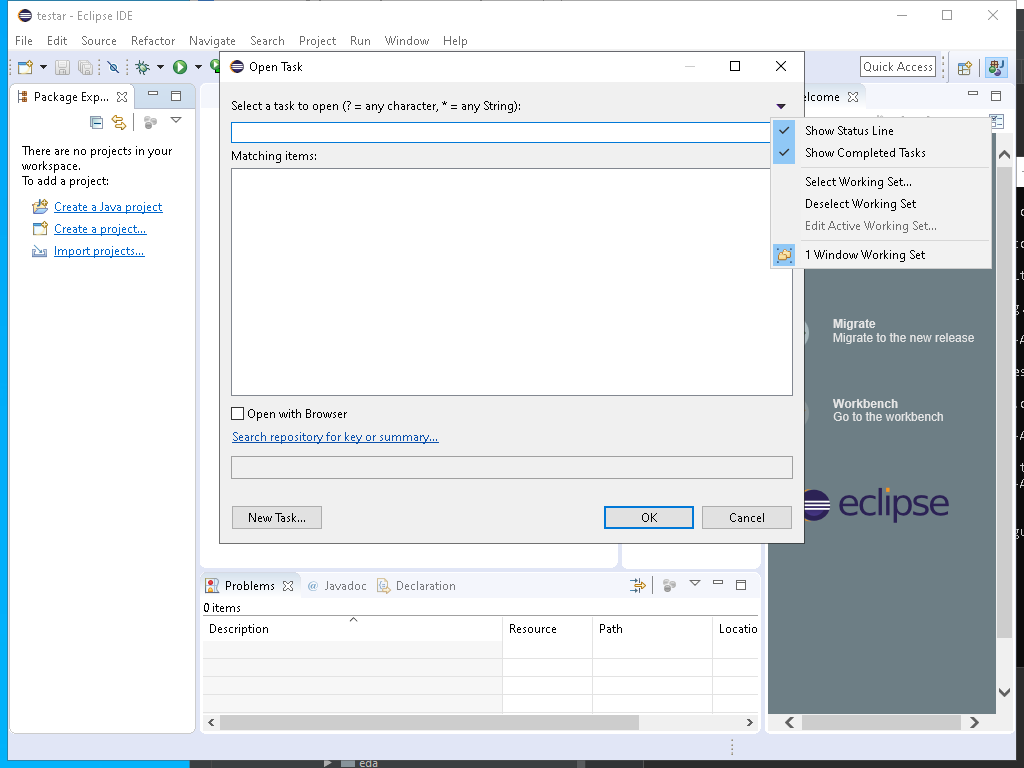 testar - Eclipse IDE
File Edit Source Refactor Navigate Search Project Run Window Help
Quick Access
Package Exp...
There are no projects in your
workspace.
To add a project:
Create a Java project
Create a project...
Import projects...
Open Task
Select a task to open (? = any character, * = any String):
Matching items:
Open with Browser
Search repository for key or summary...
New Task... OK Cancel
elcome
Show Status Line
Show Completed Tasks
Select Working Set...
Deselect Working Set
Edit Active Working Set...
1 Window Working Set
Migrate
Migrate to the new release
Workbench
Go to the workbench
eclipse
Problems @ Javadoc Declaration
0 items
Description Resource Path Locatio
eda